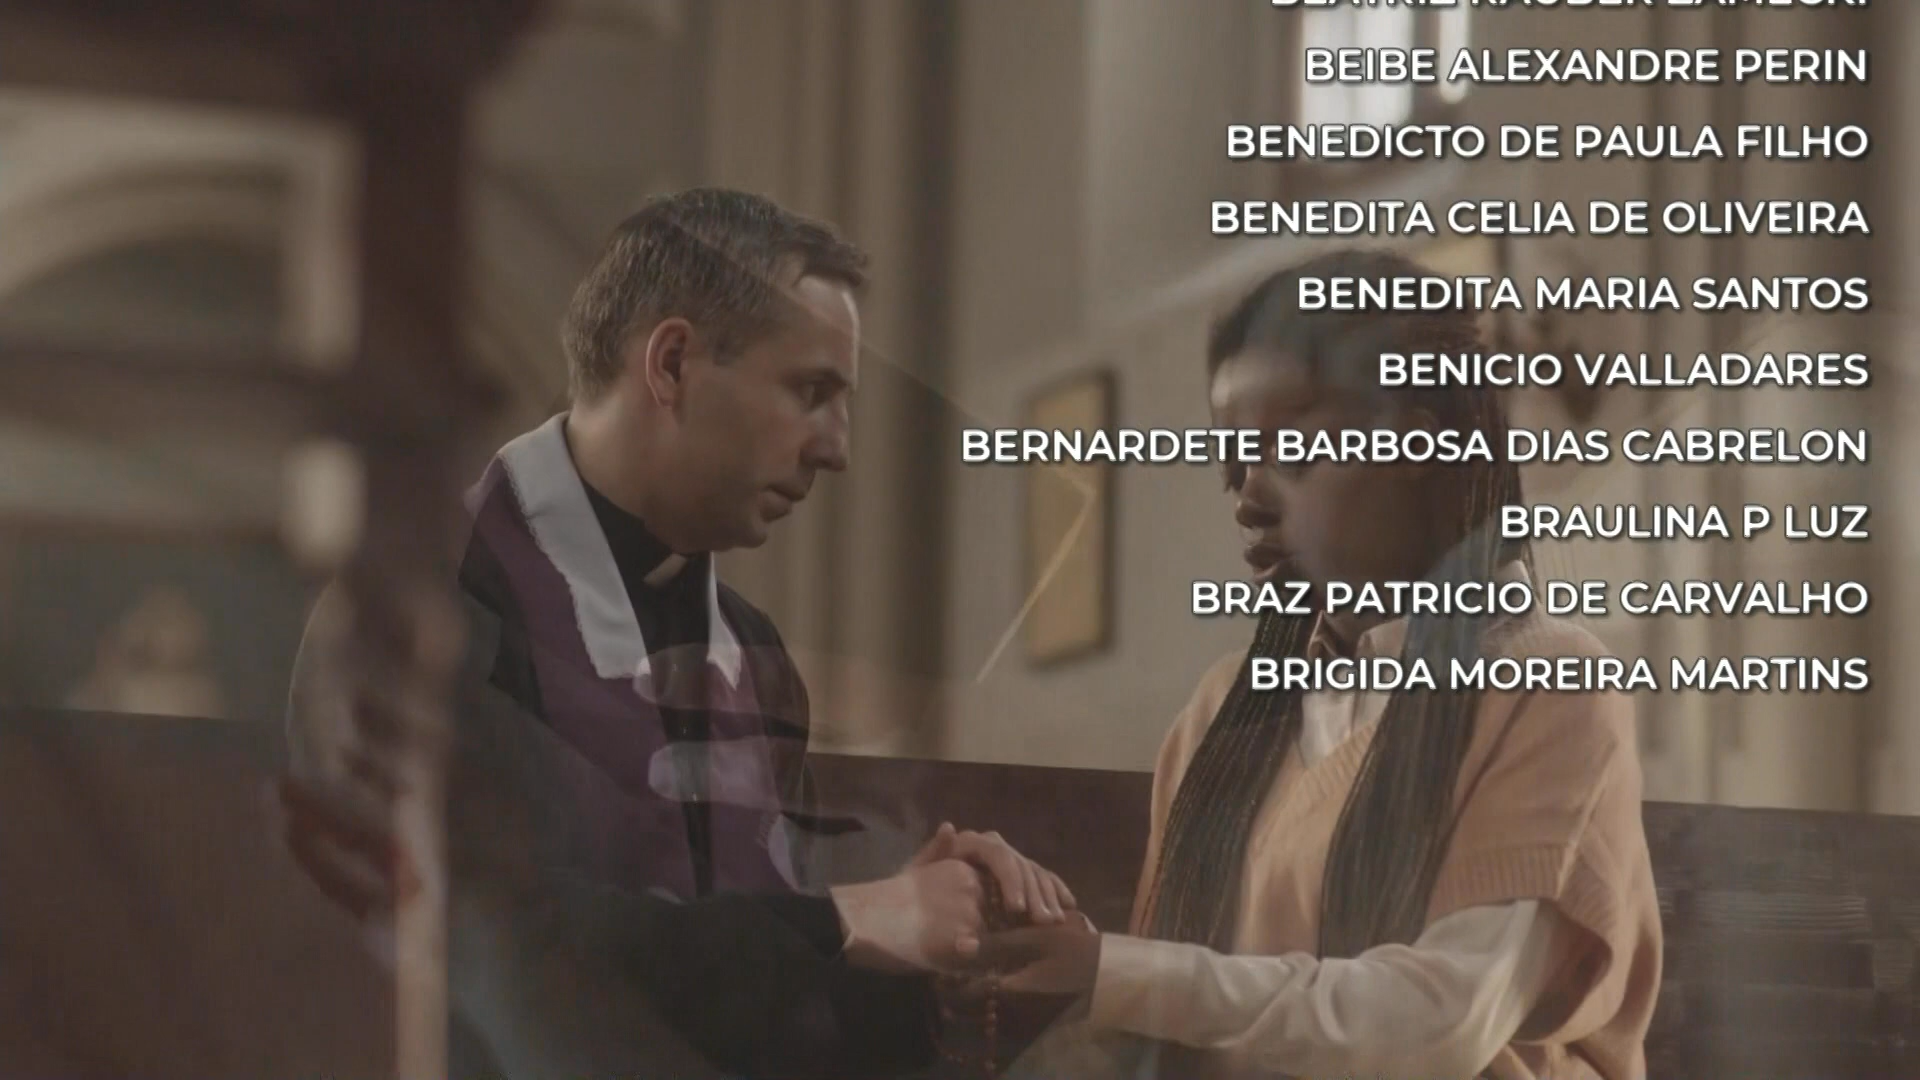 BEIBE ALEXANDRE PERIN
BENEDICTO DE PAULA FILHO
BENEDITA CELIA DE OLIVEIRA
BENEDITA MARIA SANTOS
BENICIO VALLADARES
BERNARDETE BARBOSA DIAS CABRELON
BRAULINA P LUZ
BRAZ PATRICIO DE CARVALHO
BRIGIDA MOREIRA MARTINS